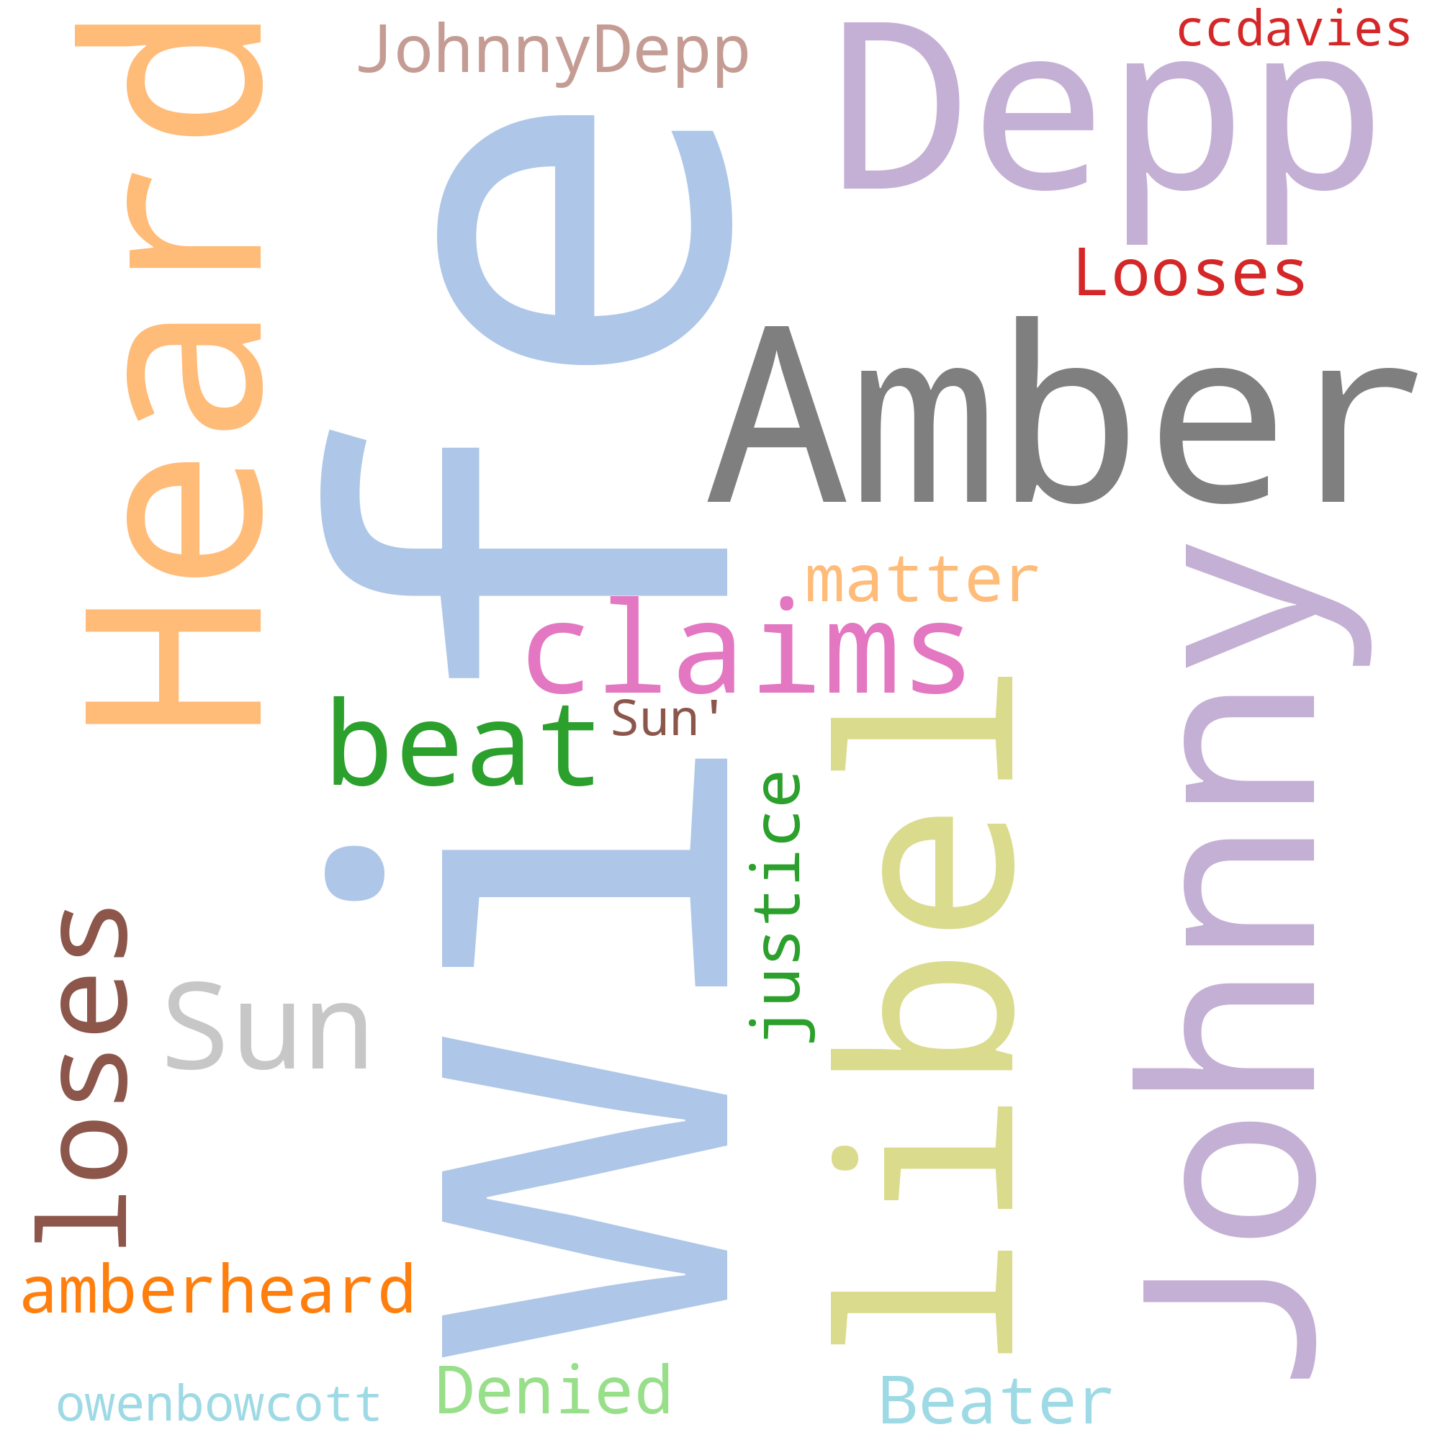 ccdavies
JohnnyDepp
Depp
Heard
wife
Looses
Amber
matter
claims
Johnny
libel
beat
Sun'
justice
loses
Sun
amberheard
Denied
Beater
owenbowcott